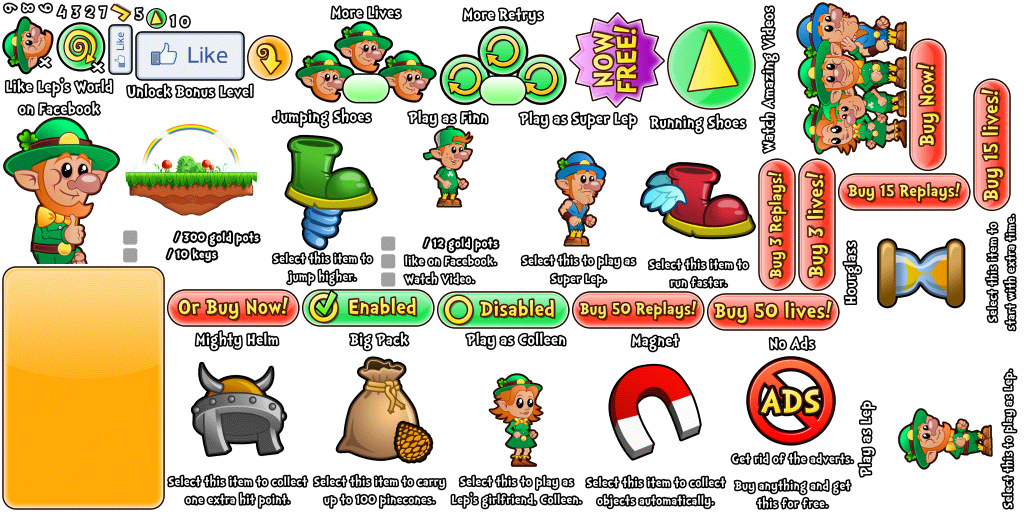 9 8 6 4 3 2 7 5 10
Like
Like
Like Lep's World
on Facebook
Unlock Bonus Level
More Lives
More Retrys
Jumping Shoes
Play as Finn
NOW
FREE!
Play as Super Lep
Running Shoes
Watch Amazing Videos
Buy Now!
Buy 15 lives!
Buy 15 Replays!
Buy 3 Replays!
Buy 3 lives!
/ 300 gold pots
/ 10 keys
Select this item to
jump higher.
/ 12 gold pots
like on Facebook.
Watch Video.
Select this to play as
Super Lep.
Select this item to
run faster.
Hourglass
Select this item to
start with extra time.
Or Buy Now!
Enabled
Disabled
Buy 50 Replays!
Buy 50 lives!
Mighty Helm
Big Pack
Play as Colleen
Magnet
No Ads
ADS
Select this item to collect
one extra hit point.
Select this item to carry
up to 100 pinecones.
Select this to play as
Lep's girlfriend, Colleen.
Select this item to collect
objects automatically.
Get rid of the adverts.
Buy anything and get
this for free.
Play as Lep
Select this to play as Lep.